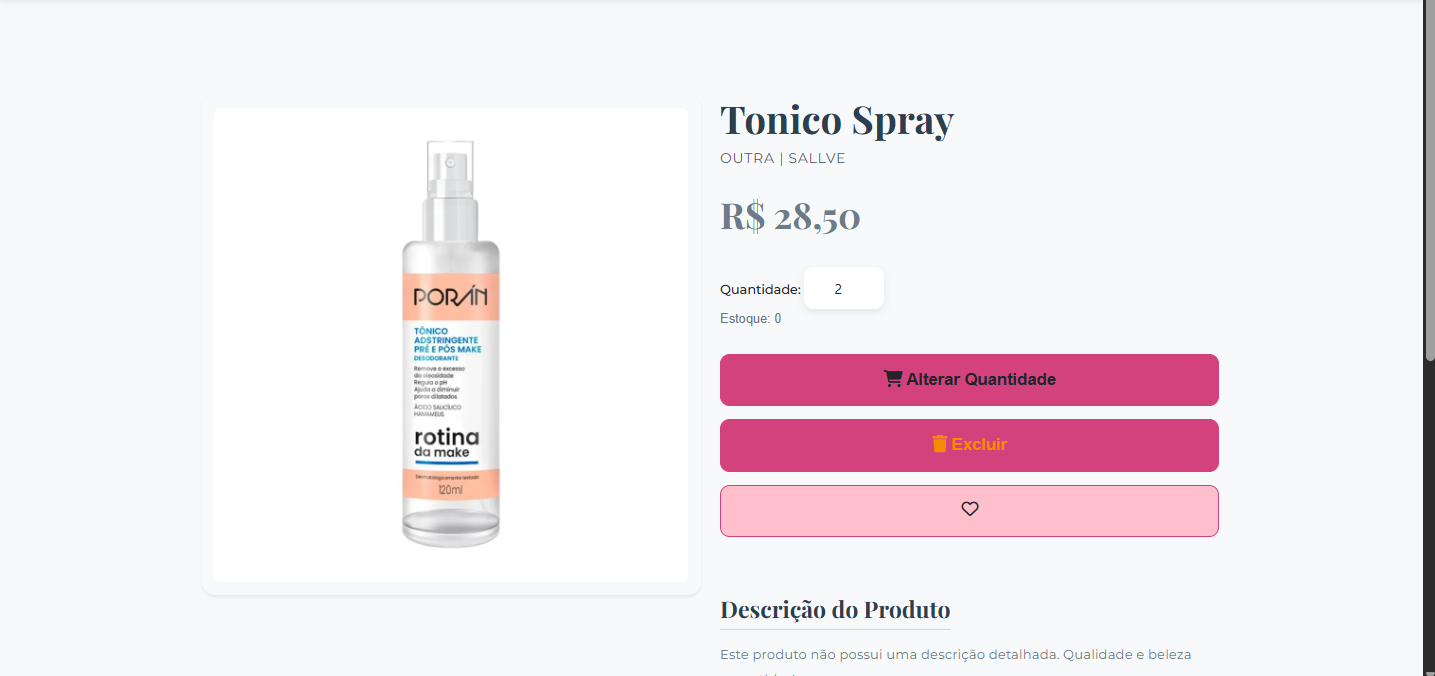 Tonico Spray
OUTRA | SALLVE
R$ 28,50
Quantidade: 2
Estoque: 0
Alterar Quantidade
Excluir
Descrição do Produto
Este produto não possui uma descrição detalhada. Qualidade e beleza
PORÁN
TÔNICO
ADSTRINGENTE
PRÉ E PÓS MAKE
DESODORANTE
Remove o excesso
da oleosidade
Regula o pH
Ajuda a diminuir
poros dilatados
ÁCIDO SALICÍLICO
HAMAMÉLIS
rotina
da make
Dermatologicamente testado
120ml